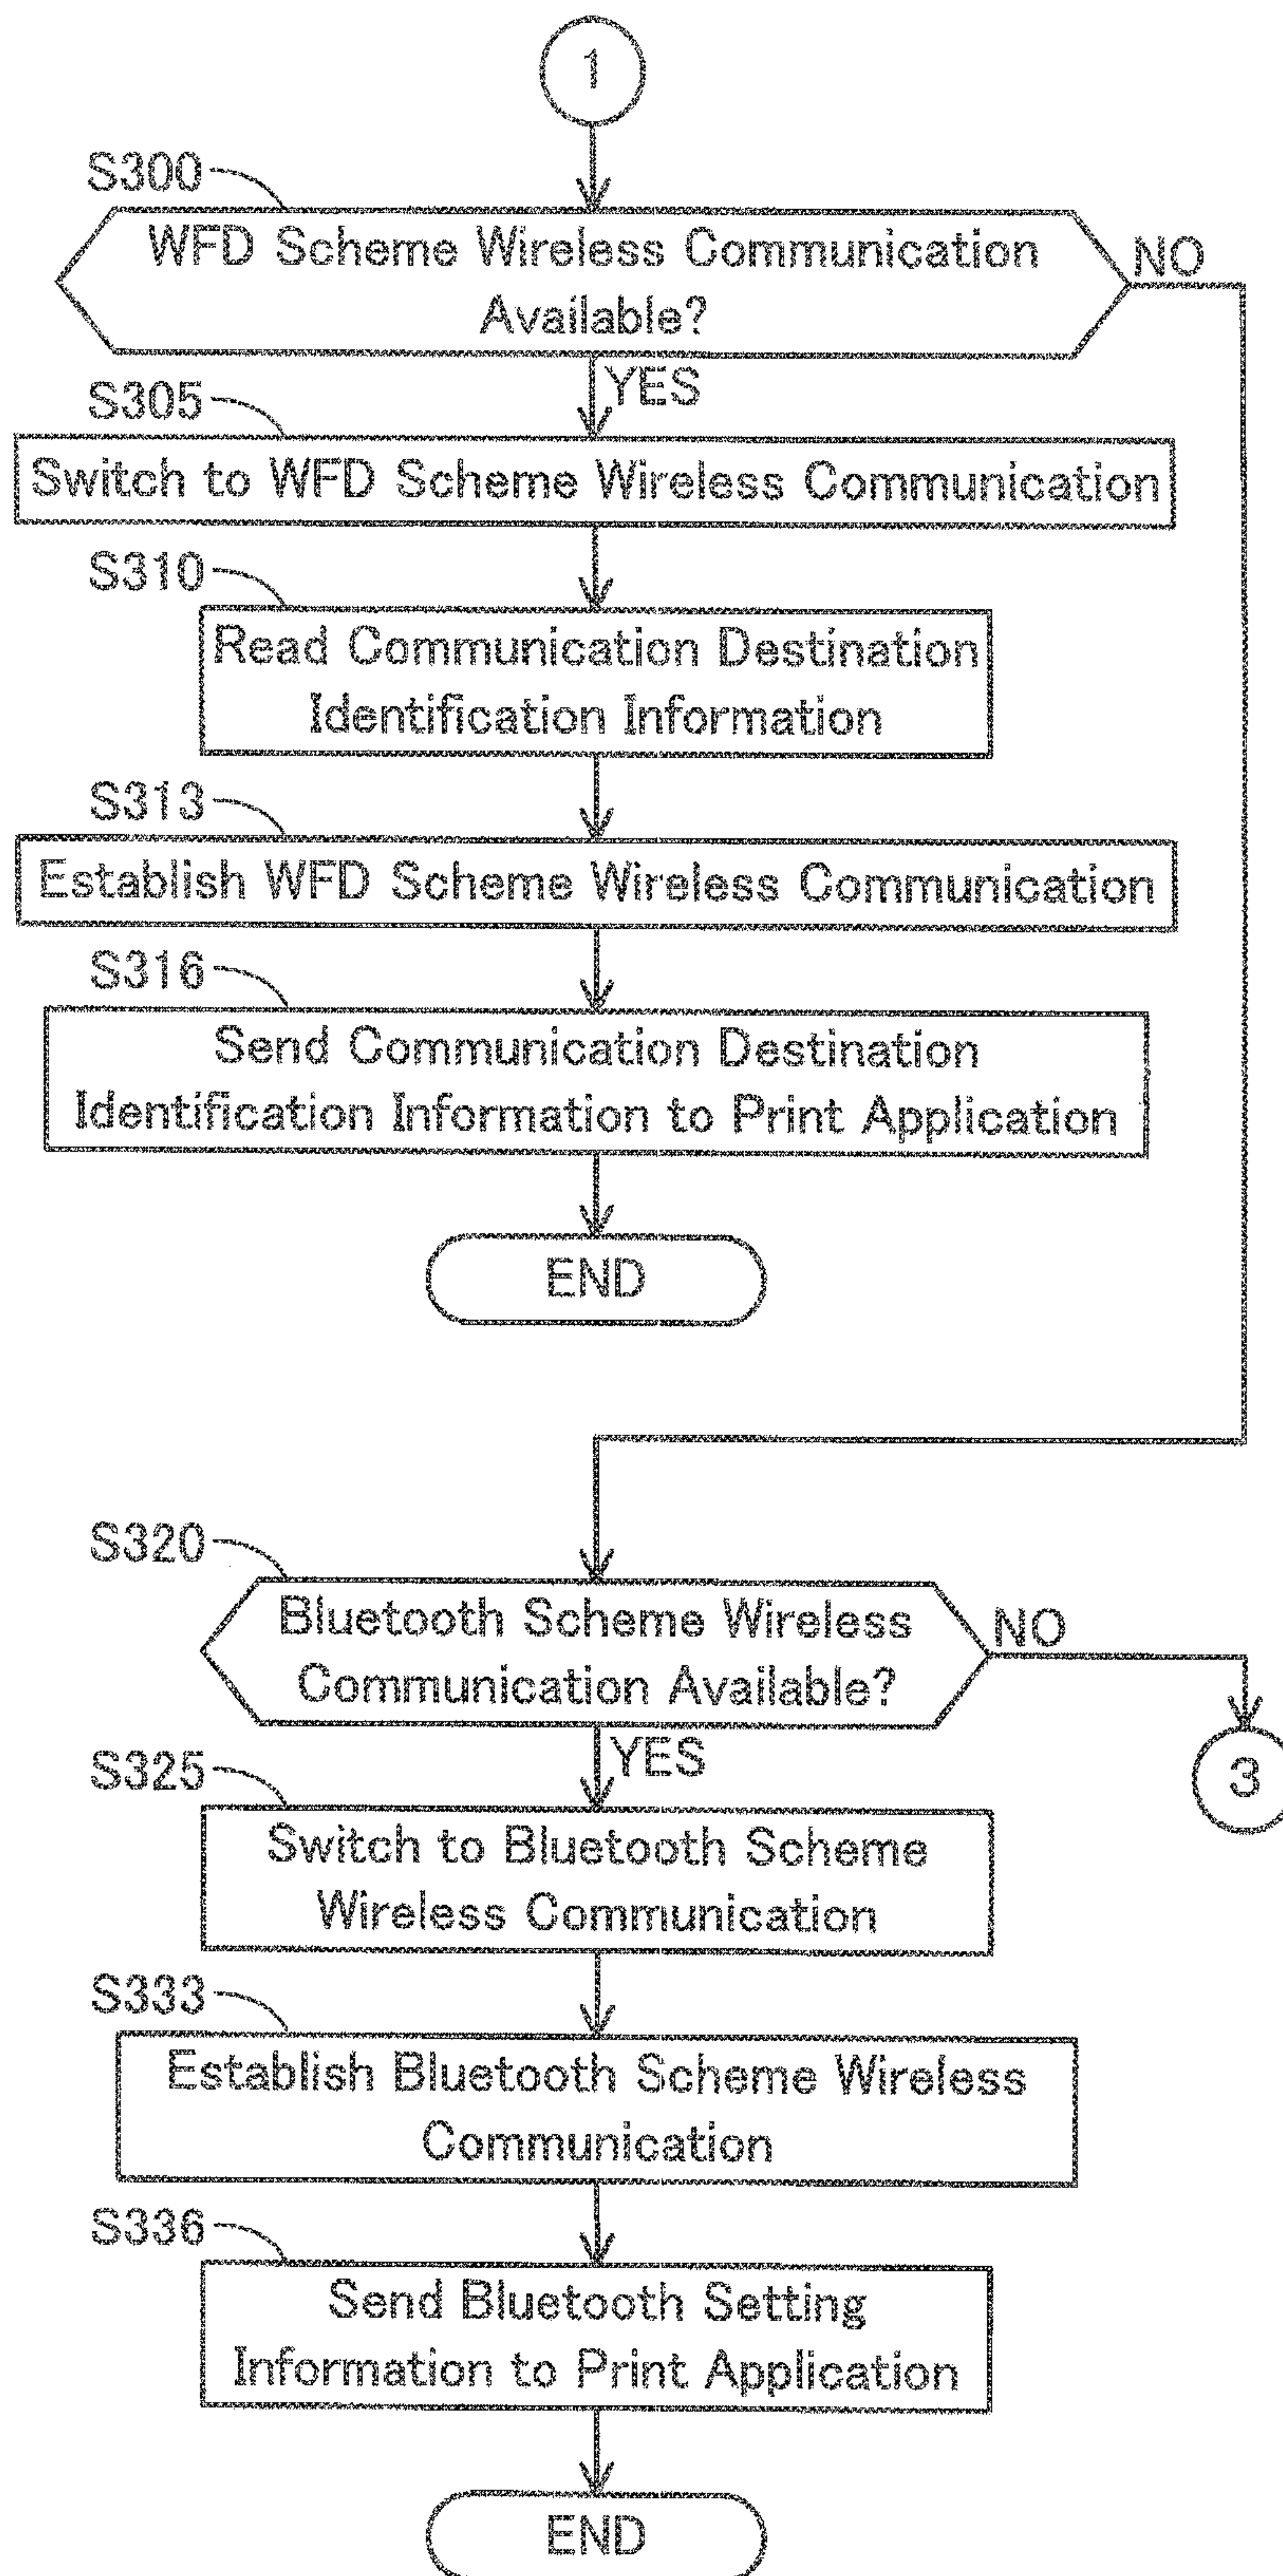 1
S300
WFD Scheme Wireless Communication
Available?
NO
YES
S305
Switch to WFD Scheme Wireless Communication
S310
Read Communication Destination
Identification Information
S313
Establish WFD Scheme Wireless Communication
S316
Send Communication Destination
Identification Information to Print Application
END
S320
Bluetooth Scheme Wireless
Communication Available?
NO
3
YES
S325
Switch to Bluetooth Scheme
Wireless Communication
S333
Establish Bluetooth Scheme Wireless
Communication
S336
Send Bluetooth Setting
Information to Print Application
END